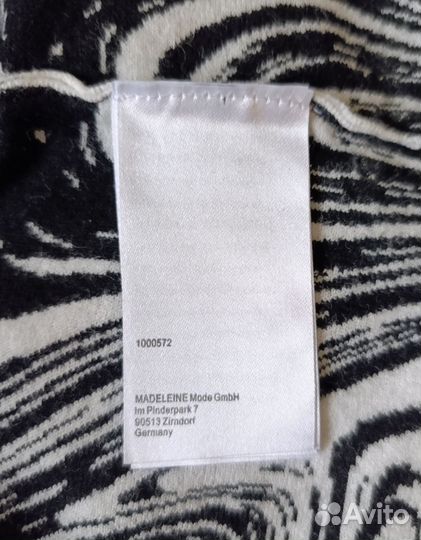 1000572
MADELEINE Mode GmbH
Im Pinderpark 7
90513 Zirndorf
Germany
Avito